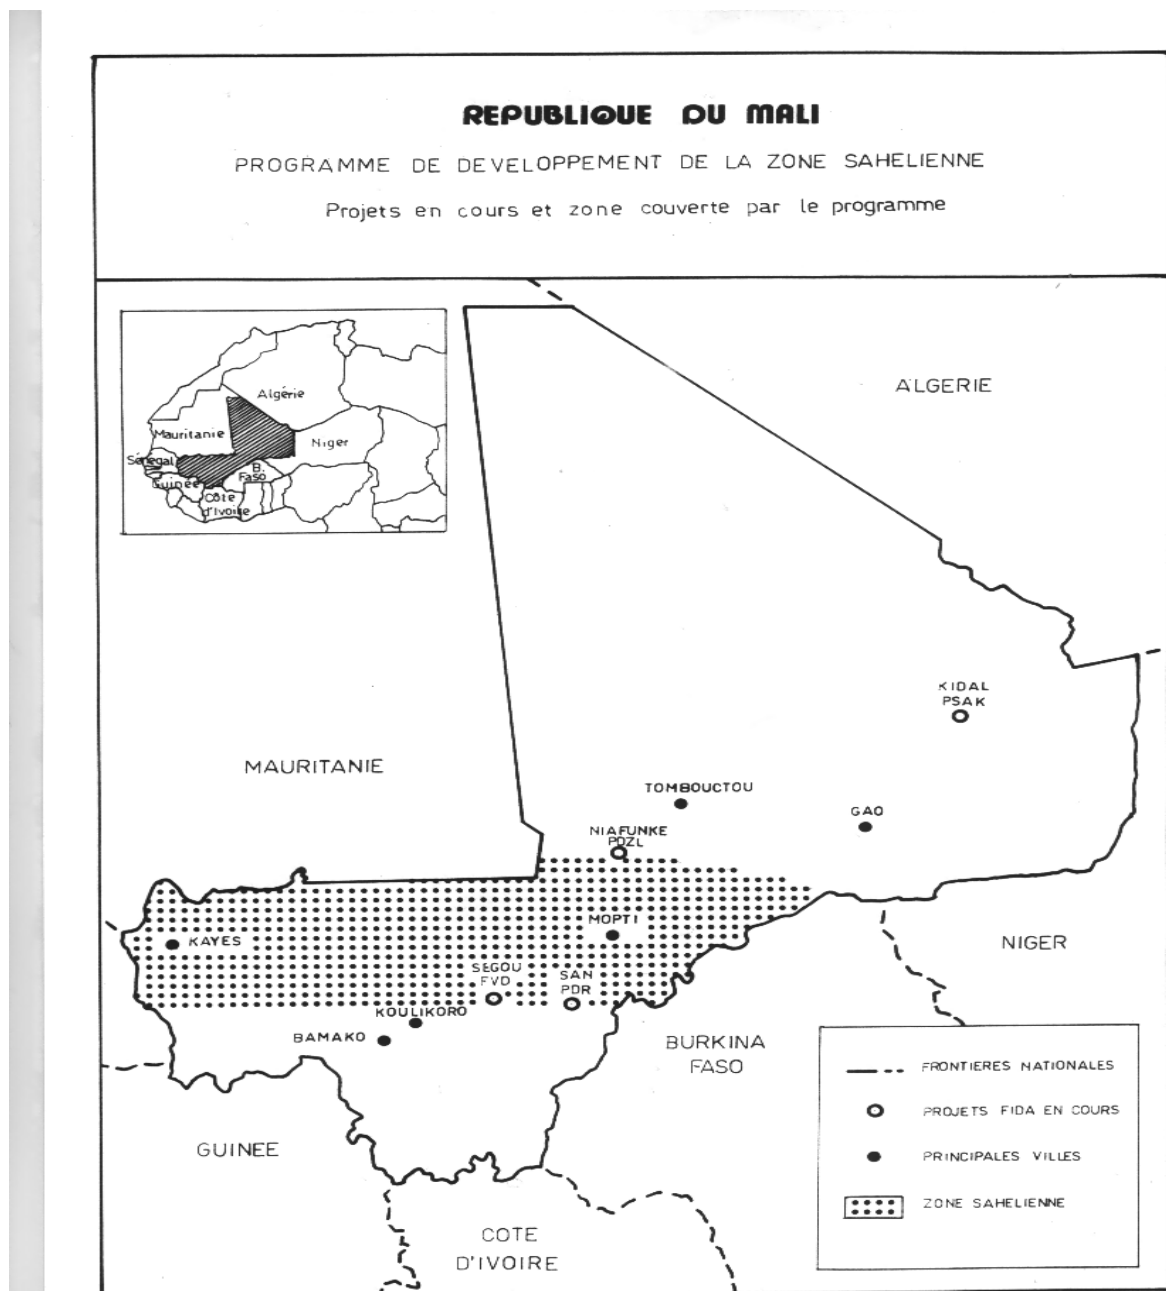 REPUBLIQUE DU MALI
PROGRAMME DE DEVELOPPEMENT DE LA ZONE SAHELIENNE
Projets en cours et zone couverte par le programme
Algérie
Mauritanie
Niger
Sénégal
B.
Faso
Guinée
Côte
d'Ivoire
ALGERIE
KIDAL
PSAK
MAURITANIE
TOMBOUCTOU
GAO
NIAFUNKE
PDZL
MOPTI
KAYES
NIGER
SEGOU
FVD
SAN
PDR
KOULIKORO
BAMAKO
BURKINA
FASO
GUINEE
COTE
D'IVOIRE
FRONTIERES NATIONALES
PROJETS FIDA EN COURS
PRINCIPALES VILLES
ZONE SAHELIENNE